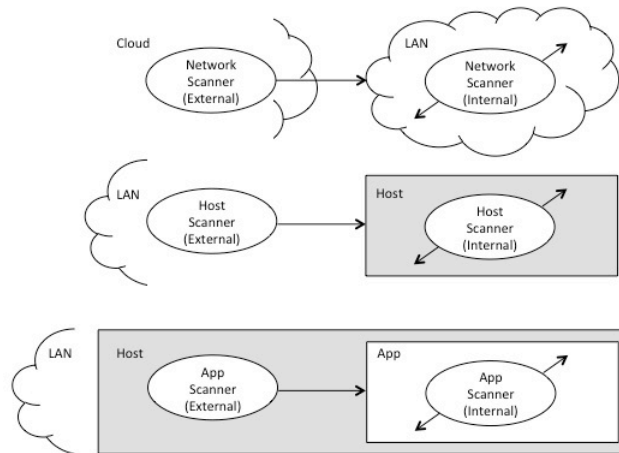 Cloud
Network
Scanner
(External)
LAN
Network
Scanner
(Internal)
LAN
Host
Scanner
(External)
Host
Host
Scanner
(Internal)
LAN
Host
App
Scanner
(External)
App
App
Scanner
(Internal)